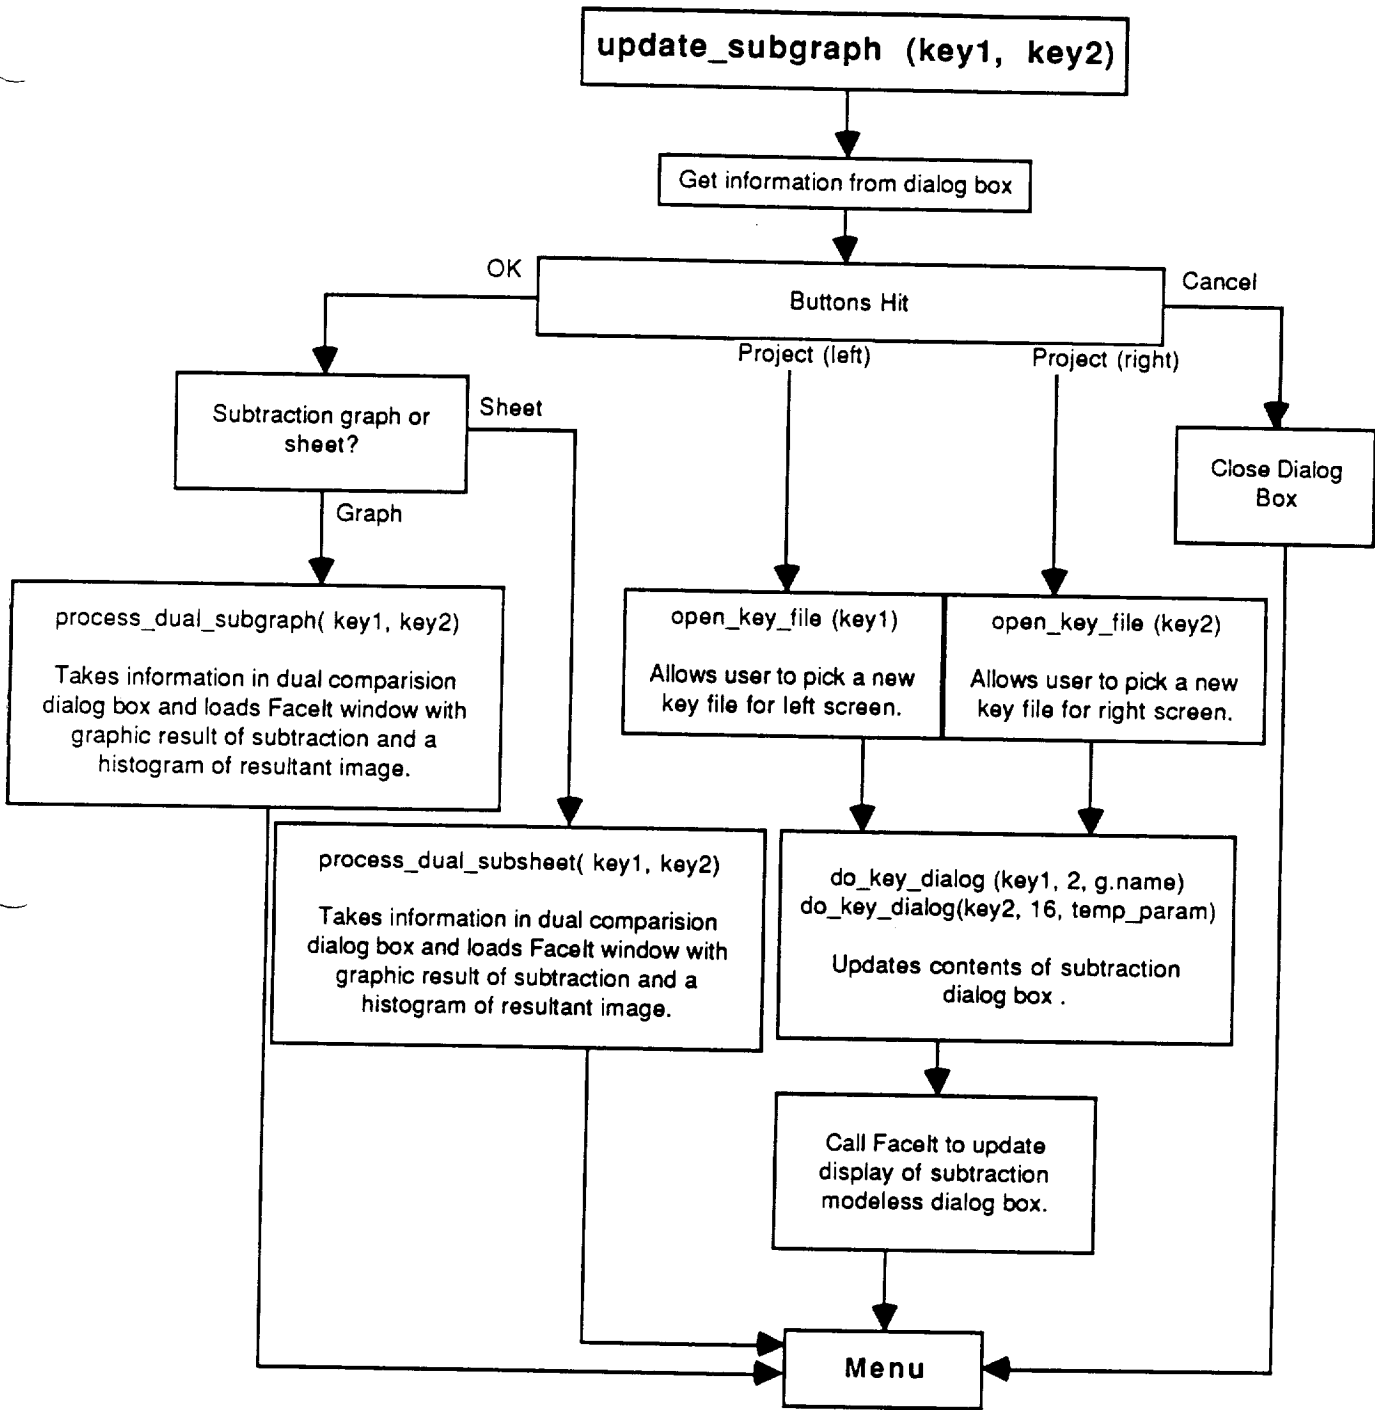 update_subgraph (key1, key2)
Get information from dialog box
OK
Buttons Hit
Cancel
Project (left)
Project (right)
Subtraction graph or
sheet?
Sheet
Graph
Close Dialog
Box
process_dual_subgraph( key1, key2)
Takes information in dual comparision
dialog box and loads FaceIt window with
graphic result of subtraction and a
histogram of resultant image.
open_key_file (key1)
Allows user to pick a new
key file for left screen.
open_key_file (key2)
Allows user to pick a new
key file for right screen.
process_dual_subsheet( key1, key2)
Takes information in dual comparision
dialog box and loads FaceIt window with
graphic result of subtraction and a
histogram of resultant image.
do_key_dialog (key1, 2, g.name)
do_key_dialog(key2, 16, temp_param)
Updates contents of subtraction
dialog box .
Call FaceIt to update
display of subtraction
modeless dialog box.
Menu